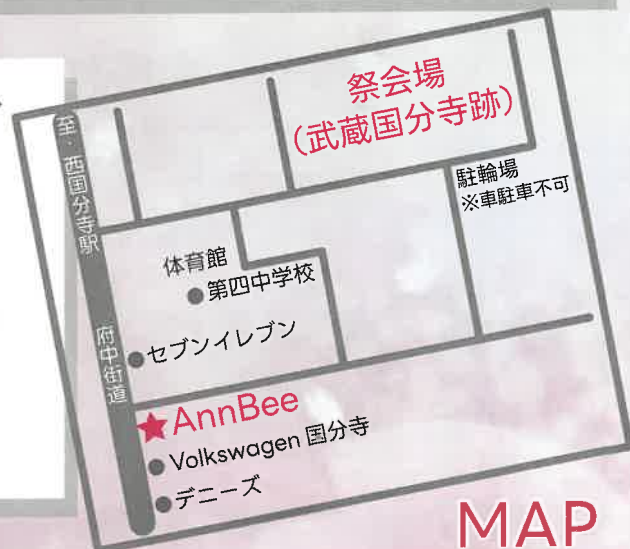 祭会場
（武蔵国分寺跡）
至・西国分寺駅
駐輪場
※車駐車不可
体育館
第四中学校
セブンイレブン
府中街道
AnnBee
Volkswagen 国分寺
デニーズ
MAP